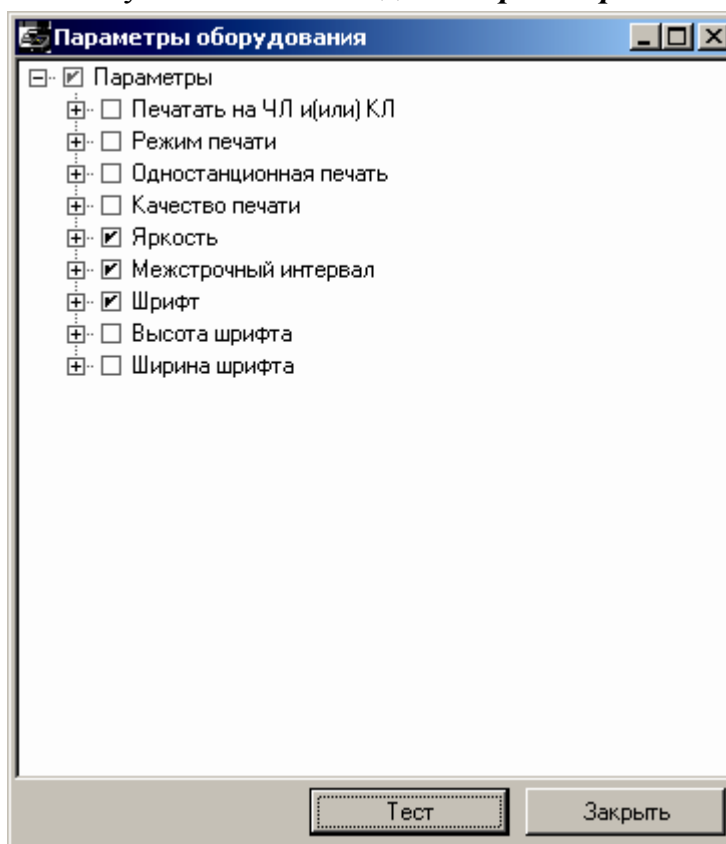 Параметры оборудования
Параметры
Печатать на ЧЛ и(или) КЛ
Режим печати
Одностанционная печать
Качество печати
Яркость
Межстрочный интервал
Шрифт
Высота шрифта
Ширина шрифта
Тест
Закрыть